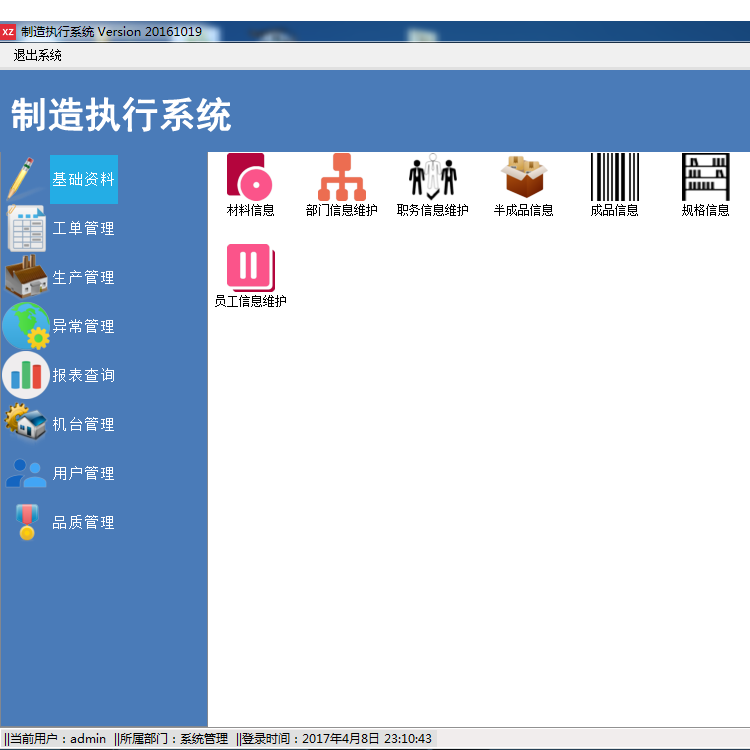 XZ 制造执行系统 Version 20161019
退出系统
制造执行系统
基础资料
工单管理
生产管理
异常管理
报表查询
机台管理
用户管理
品质管理
材料信息 部门信息维护 职务信息维护 半成品信息 成品信息 规格信息
员工信息维护
||当前用户：admin ||所属部门：系统管理 ||登录时间：2017年4月8日 23:10:43